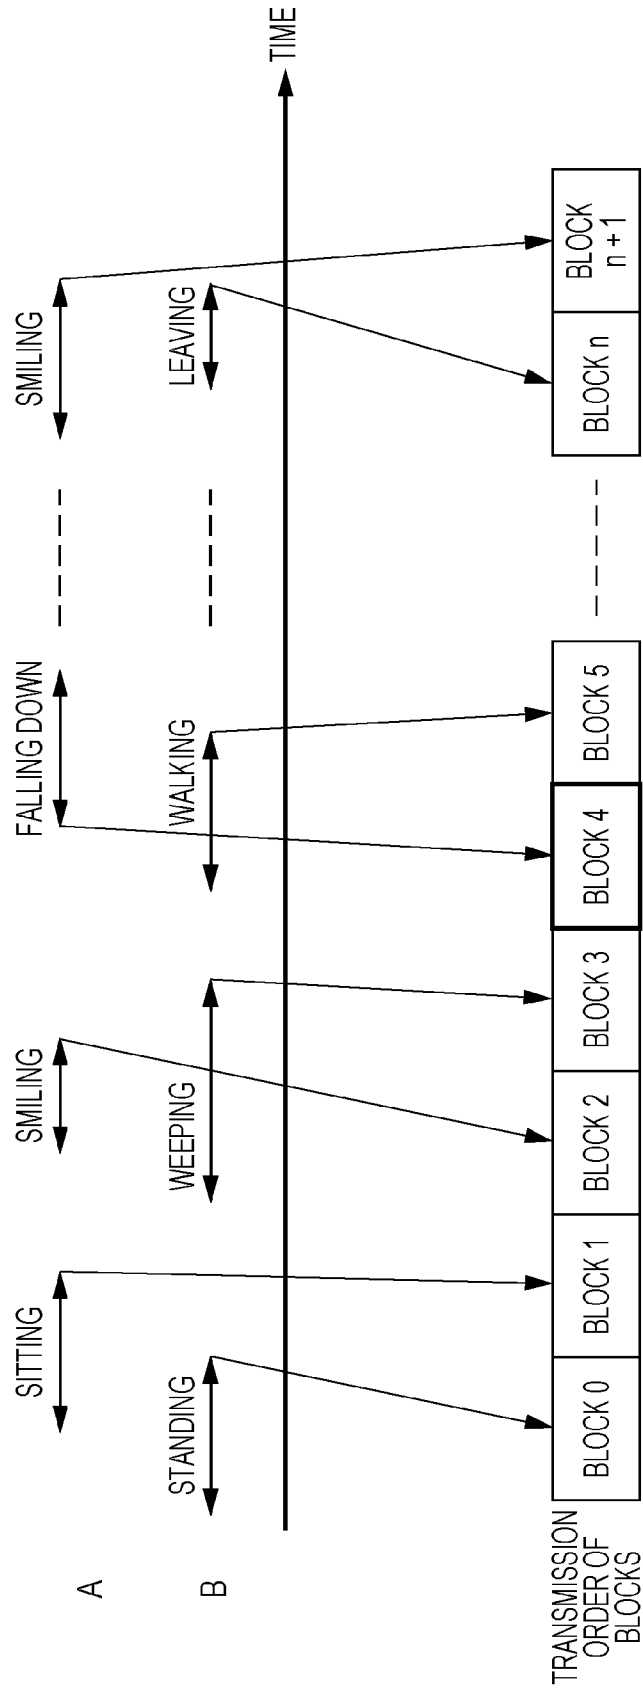 A
SITTING
SMILING
FALLING DOWN
SMILING
B
STANDING
WEEPING
WALKING
LEAVING
TIME
TRANSMISSION
ORDER OF
BLOCKS
BLOCK 0
BLOCK 1
BLOCK 2
BLOCK 3
BLOCK 4
BLOCK 5
BLOCK n
BLOCK
n + 1